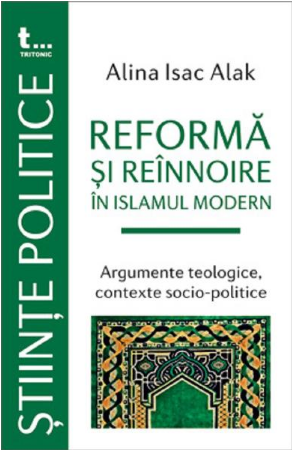 t...
TRITONIC
ȘTIINȚE POLITICE
Alina Isac Alak
REFORMĂ
ȘI REÎNNOIRE
ÎN ISLAMUL MODERN
Argumente teologice,
contexte socio-politice